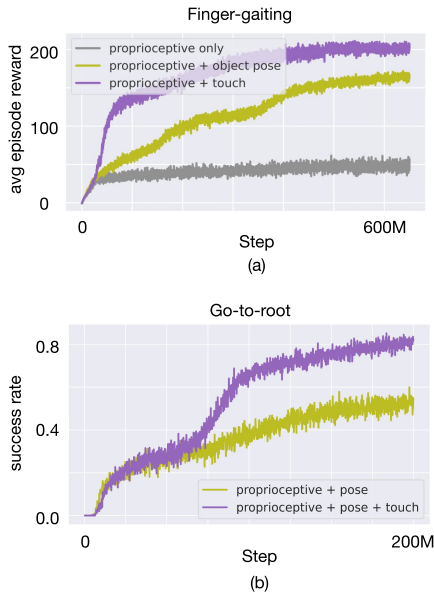 Finger-gaiting
avg episode reward
200
100
0
proprioceptive only
proprioceptive + object pose
proprioceptive + touch
0
600M
Step
(a)
Go-to-root
success rate
0.8
0.4
0.0
proprioceptive + pose
proprioceptive + pose + touch
0
200M
Step
(b)